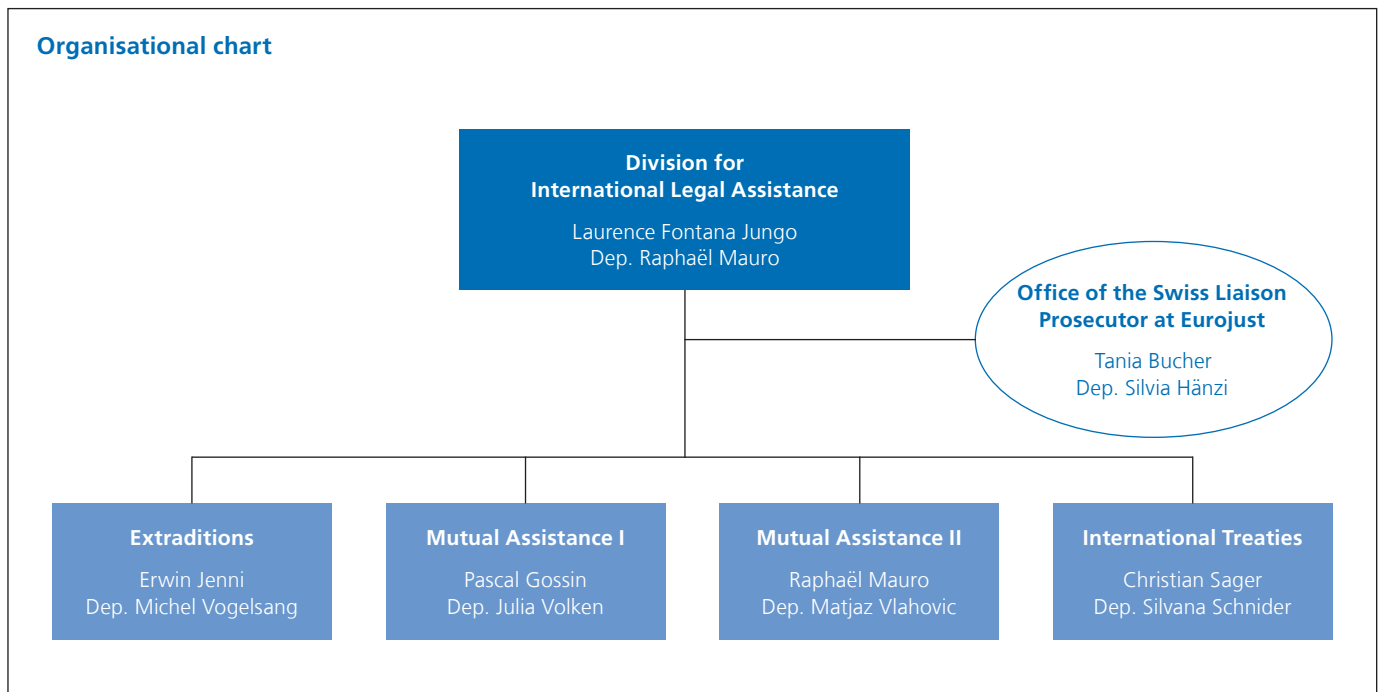 Organisational chart
Division for
International Legal Assistance
Laurence Fontana Jungo
Dep. Raphaël Mauro
Office of the Swiss Liaison
Prosecutor at Eurojust
Tania Bucher
Dep. Silvia Hänzi
Extraditions
Erwin Jenni
Dep. Michel Vogelsang
Mutual Assistance I
Pascal Gossin
Dep. Julia Volken
Mutual Assistance II
Raphaël Mauro
Dep. Matjaz Vlahovic
International Treaties
Christian Sager
Dep. Silvana Schnider